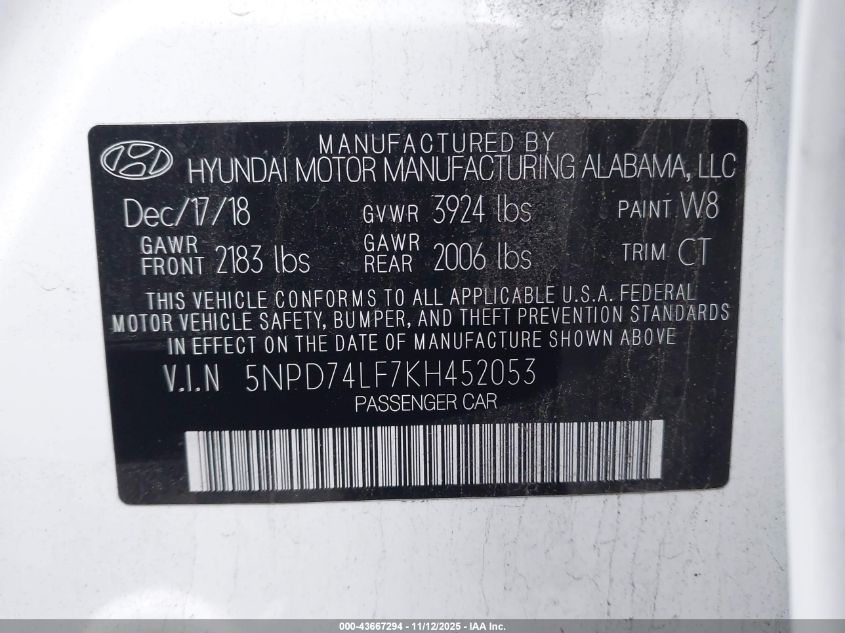 MANUFACTURED BY
HYUNDAI MOTOR MANUFACTURING ALABAMA, LLC
Dec/17/18 GVWR 3924 lbs PAINT W8
GAWR FRONT 2183 lbs GAWR REAR 2006 lbs TRIM CT
THIS VEHICLE CONFORMS TO ALL APPLICABLE U.S.A. FEDERAL
MOTOR VEHICLE SAFETY, BUMPER, AND THEFT PREVENTION STANDARDS
IN EFFECT ON THE DATE OF MANUFACTURE SHOWN ABOVE
V.I.N 5NPD74LF7KH452053
PASSENGER CAR
000-43667294 - 11/12/2025 - IAA Inc.